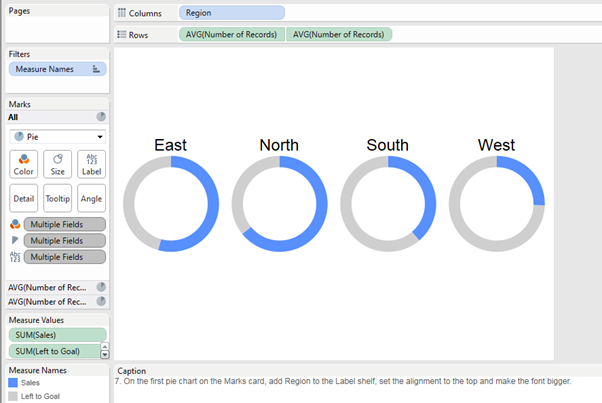 Pages
Columns
Region
Rows
AVG(Number of Records)
AVG(Number of Records)
Filters
Measure Names
Marks
All
Pie
Color
Size
Abc
123
Label
Detail
Tooltip
Angle
Multiple Fields
Multiple Fields
Abc
123
Multiple Fields
AVG(Number of Rec...
AVG(Number of Rec...
Measure Values
SUM(Sales)
SUM(Left to Goal)
Measure Names
Sales
Left to Goal
East
North
South
West
Caption
7. On the first pie chart on the Marks card, add Region to the Label shelf, set the alignment to the top and make the font bigger.